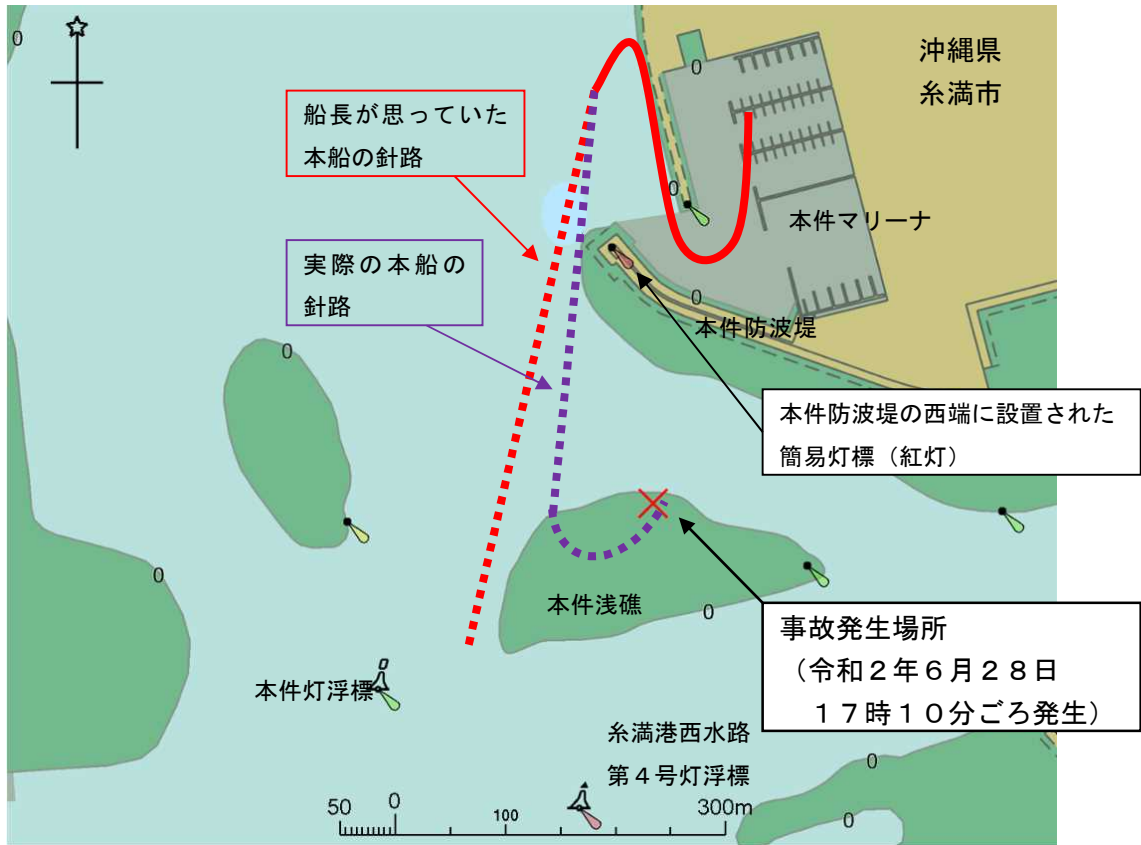 沖縄県
糸満市
船長が思っていた
本船の針路
実際の本船の
針路
本件マリーナ
本件防波堤
本件防波堤の西端に設置された
簡易灯標（紅灯）
本件浅礁
事故発生場所
（令和２年６月２８日
１７時１０分ごろ発生）
本件灯浮標
糸満港西水路
第４号灯浮標
0
0
0
0
0
0
0
0
0
50 0 100 300m